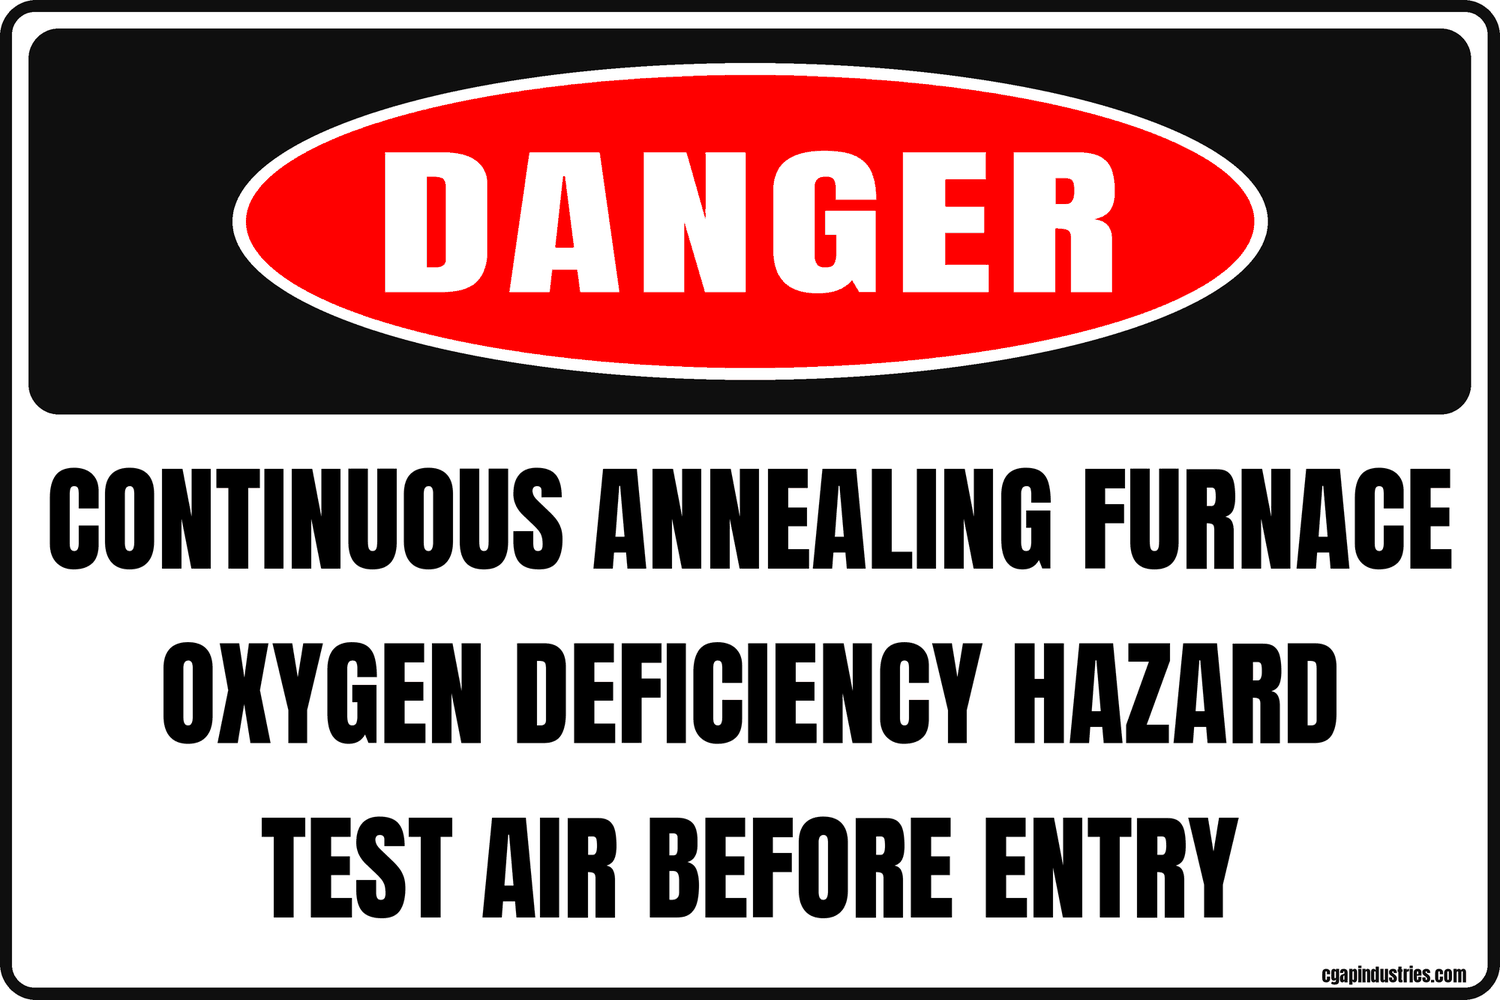 DANGER
CONTINUOUS ANNEALING FURNACE
OXYGEN DEFICIENCY HAZARD
TEST AIR BEFORE ENTRY
cgapindustries.com